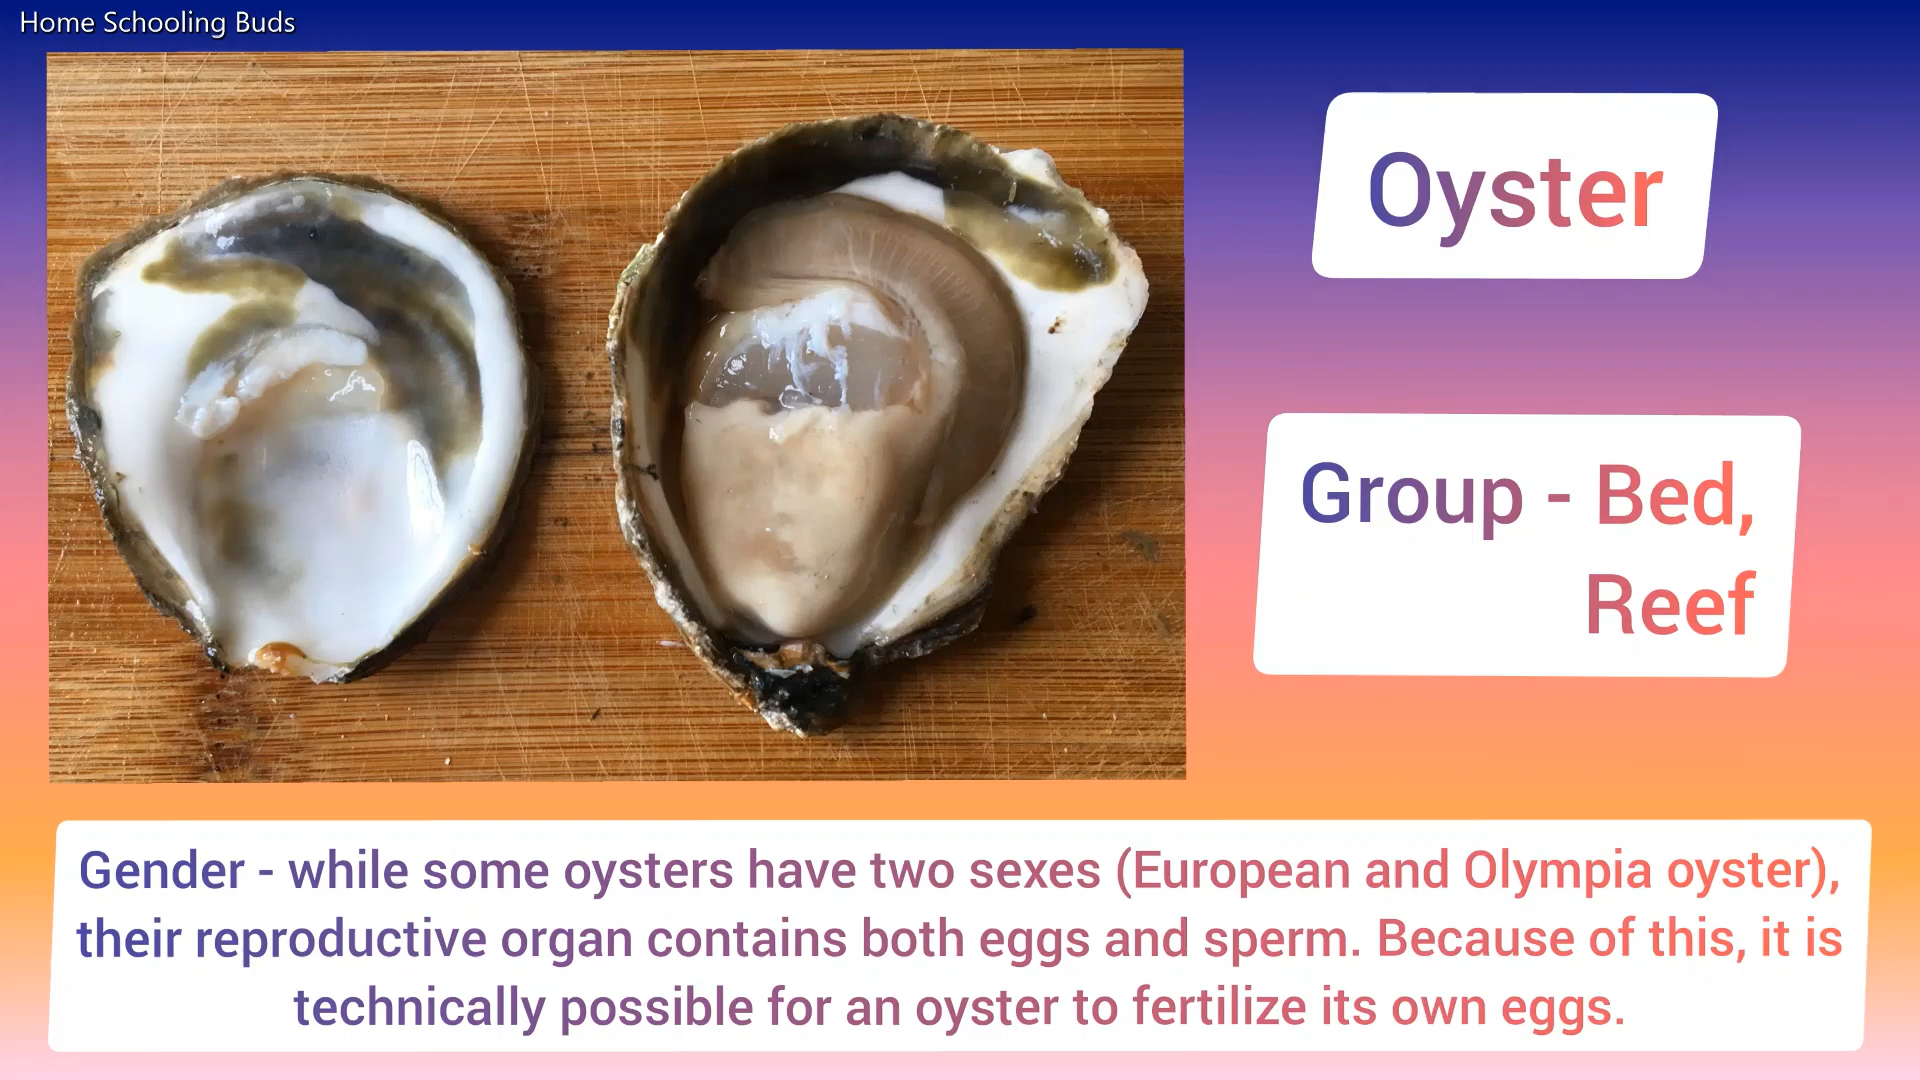 Home Schooling Buds
Oyster
Group - Bed,
Reef
Gender - while some oysters have two sexes (European and Olympia oyster),
their reproductive organ contains both eggs and sperm. Because of this, it is
technically possible for an oyster to fertilize its own eggs.